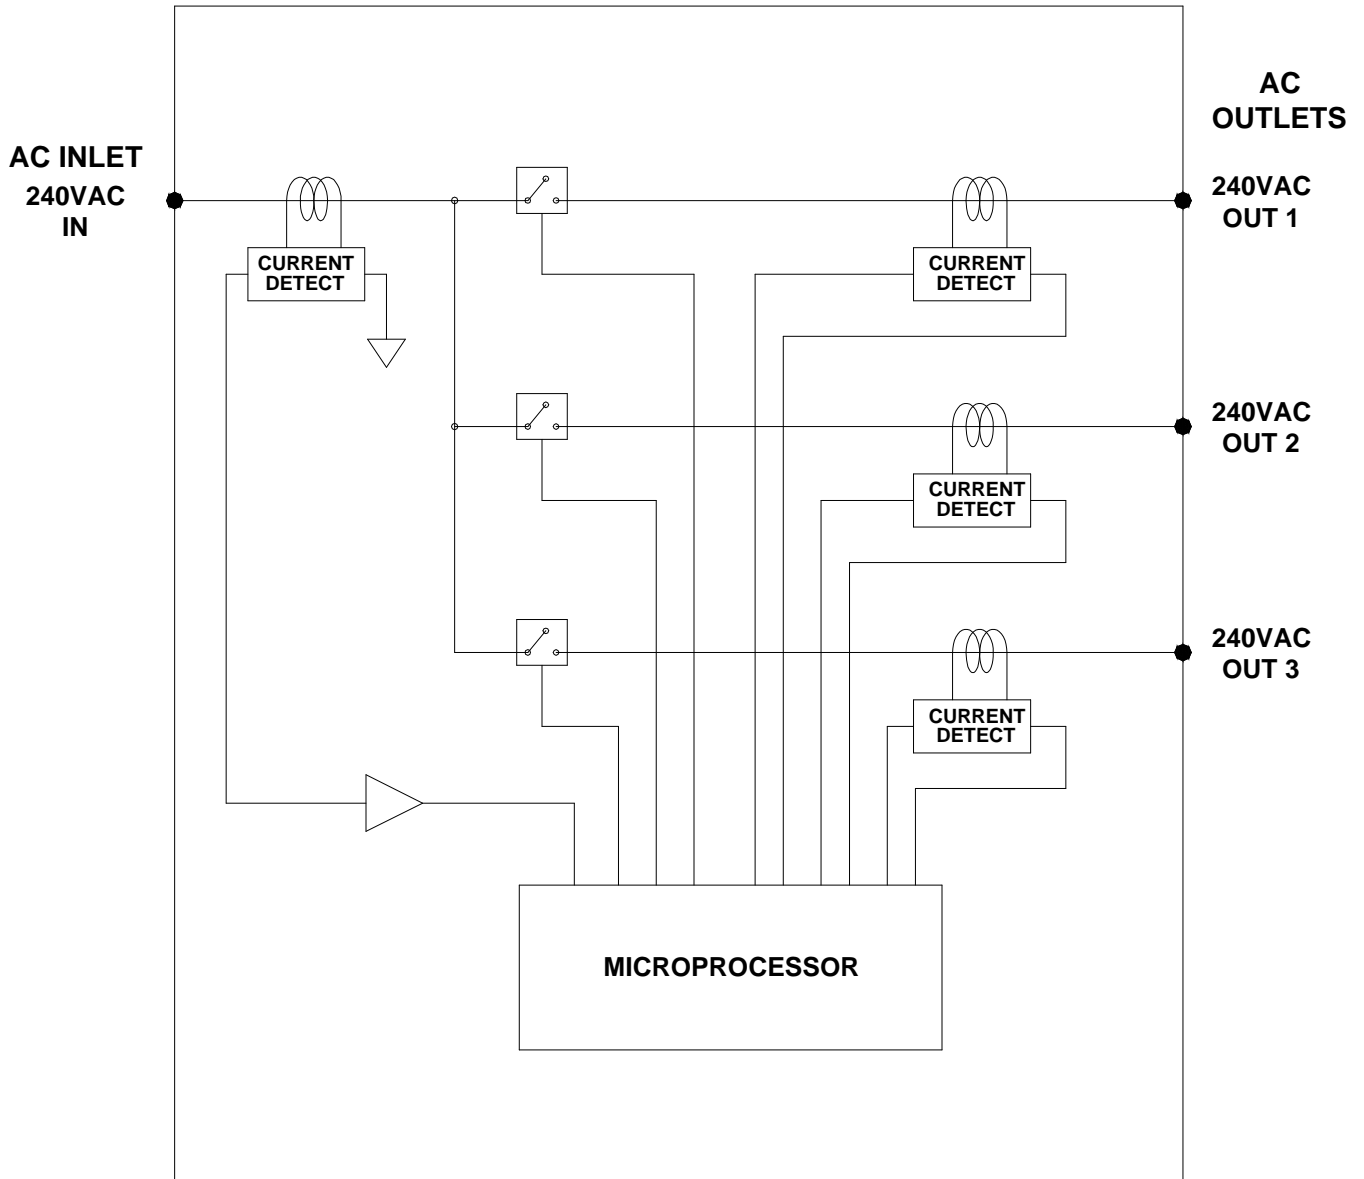 AC
OUTLETS
AC INLET
240VAC
IN
240VAC
OUT 1
CURRENT
DETECT
CURRENT
DETECT
240VAC
OUT 2
CURRENT
DETECT
240VAC
OUT 3
CURRENT
DETECT
MICROPROCESSOR